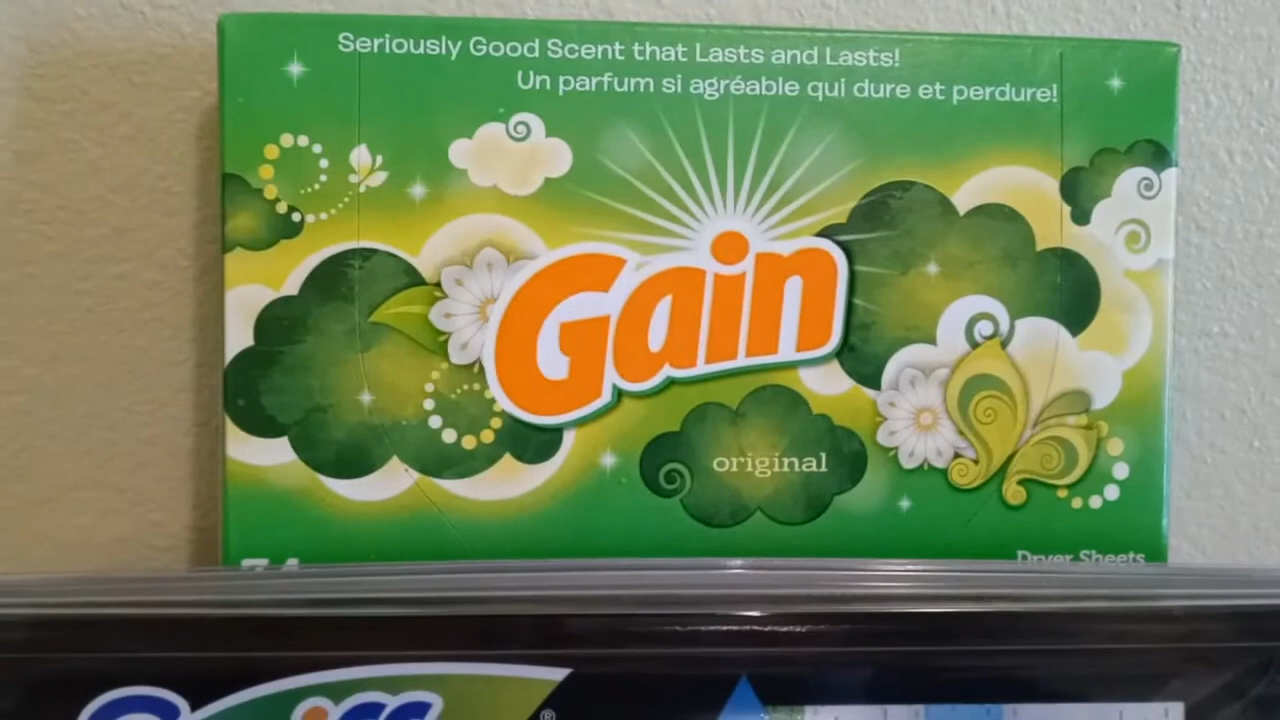 Seriously Good Scent that Lasts and Lasts!
Un parfum si agréable qui dure et perdure!
Gain
original
Dryer Sheets
®